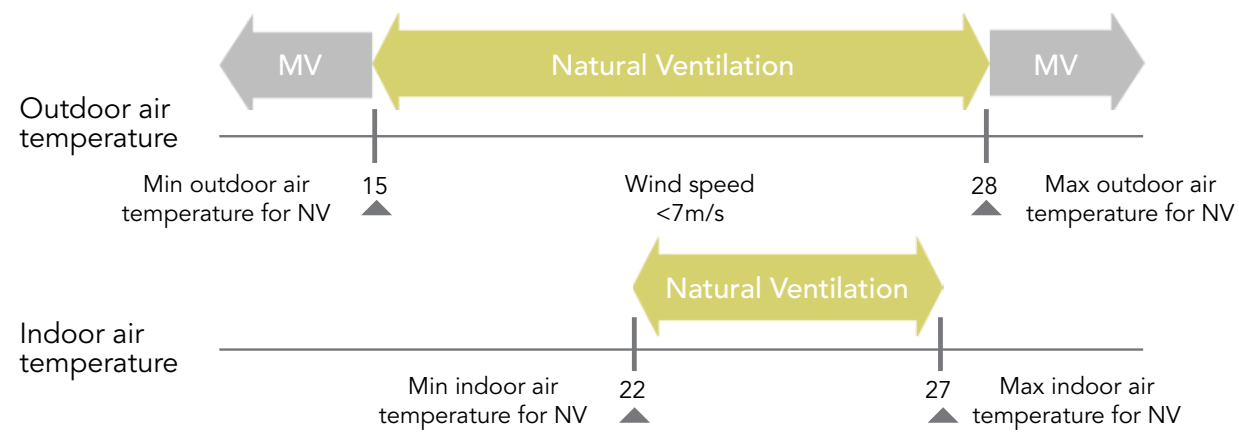 MV
Natural Ventilation
MV
Outdoor air
temperature
Min outdoor air
temperature for NV
15
Wind speed
<7m/s
28
Max outdoor air
temperature for NV
Natural Ventilation
Indoor air
temperature
Min indoor air
temperature for NV
22
27
Max indoor air
temperature for NV